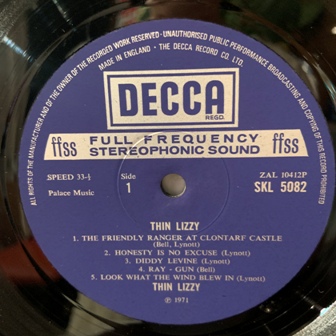 ALL RIGHTS OF THE MANUFACTURER AND OF THE OWNER OF THE RECORDED WORK RESERVED · UNAUTHORISED PUBLIC PERFORMANCE BROADCASTING AND COPYING OF THIS RECORD PROHIBITED
MADE IN ENGLAND · THE DECCA RECORD CO. LTD.
DECCA
REGD.
ffss FULL FREQUENCY ffss
STEREOPHONIC SOUND
SPEED 33⅓ Side ZAL 10412P
Palace Music 1 SKL 5082
THIN LIZZY
1. THE FRIENDLY RANGER AT CLONTARF CASTLE
(Bell, Lynott)
2. HONESTY IS NO EXCUSE (Lynott)
3. DIDDY LEVINE (Lynott)
4. RAY - GUN (Bell)
5. LOOK WHAT THE WIND BLEW IN (Lynott)
THIN LIZZY
℗ 1971